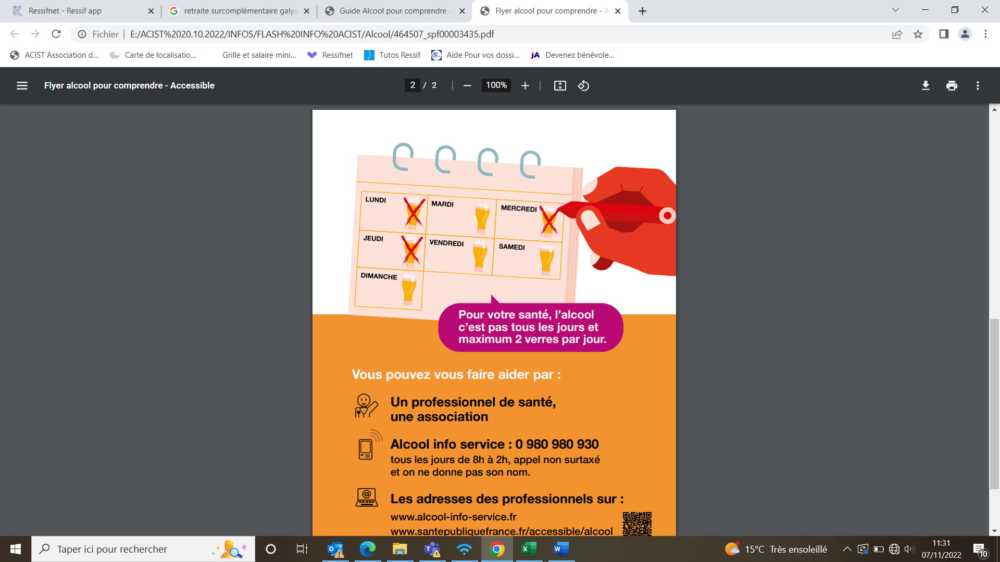 Ressifnet - Ressif app
retraite surcomplémentaire galya
Guide Alcool pour comprendre -
Flyer alcool pour comprendre - A
Fichier
E:/ACIST%2020.10.2022/INFOS/FLASH%20INFO%20ACIST/Alcool/464507_spf00003435.pdf
ACIST Association d...
Carte de localisatio...
Grille et salaire mini...
Ressifnet
Tutos Ressif
Aide Pour vos dossi...
JA Devenez bénévole...
Flyer alcool pour comprendre - Accessible
2 / 2
100%
LUNDI
MARDI
MERCREDI
JEUDI
VENDREDI
SAMEDI
DIMANCHE
Pour votre santé, l’alcool
c’est pas tous les jours et
maximum 2 verres par jour.
Vous pouvez vous faire aider par :
Un professionnel de santé,
une association
Alcool info service : 0 980 980 930
tous les jours de 8h à 2h, appel non surtaxé
et on ne donne pas son nom.
@
Les adresses des professionnels sur :
www.alcool-info-service.fr
www.santepubliquefrance.fr/accessible/alcool
Taper ici pour rechercher
15°C Très ensoleillé
11:31
07/11/2022
10